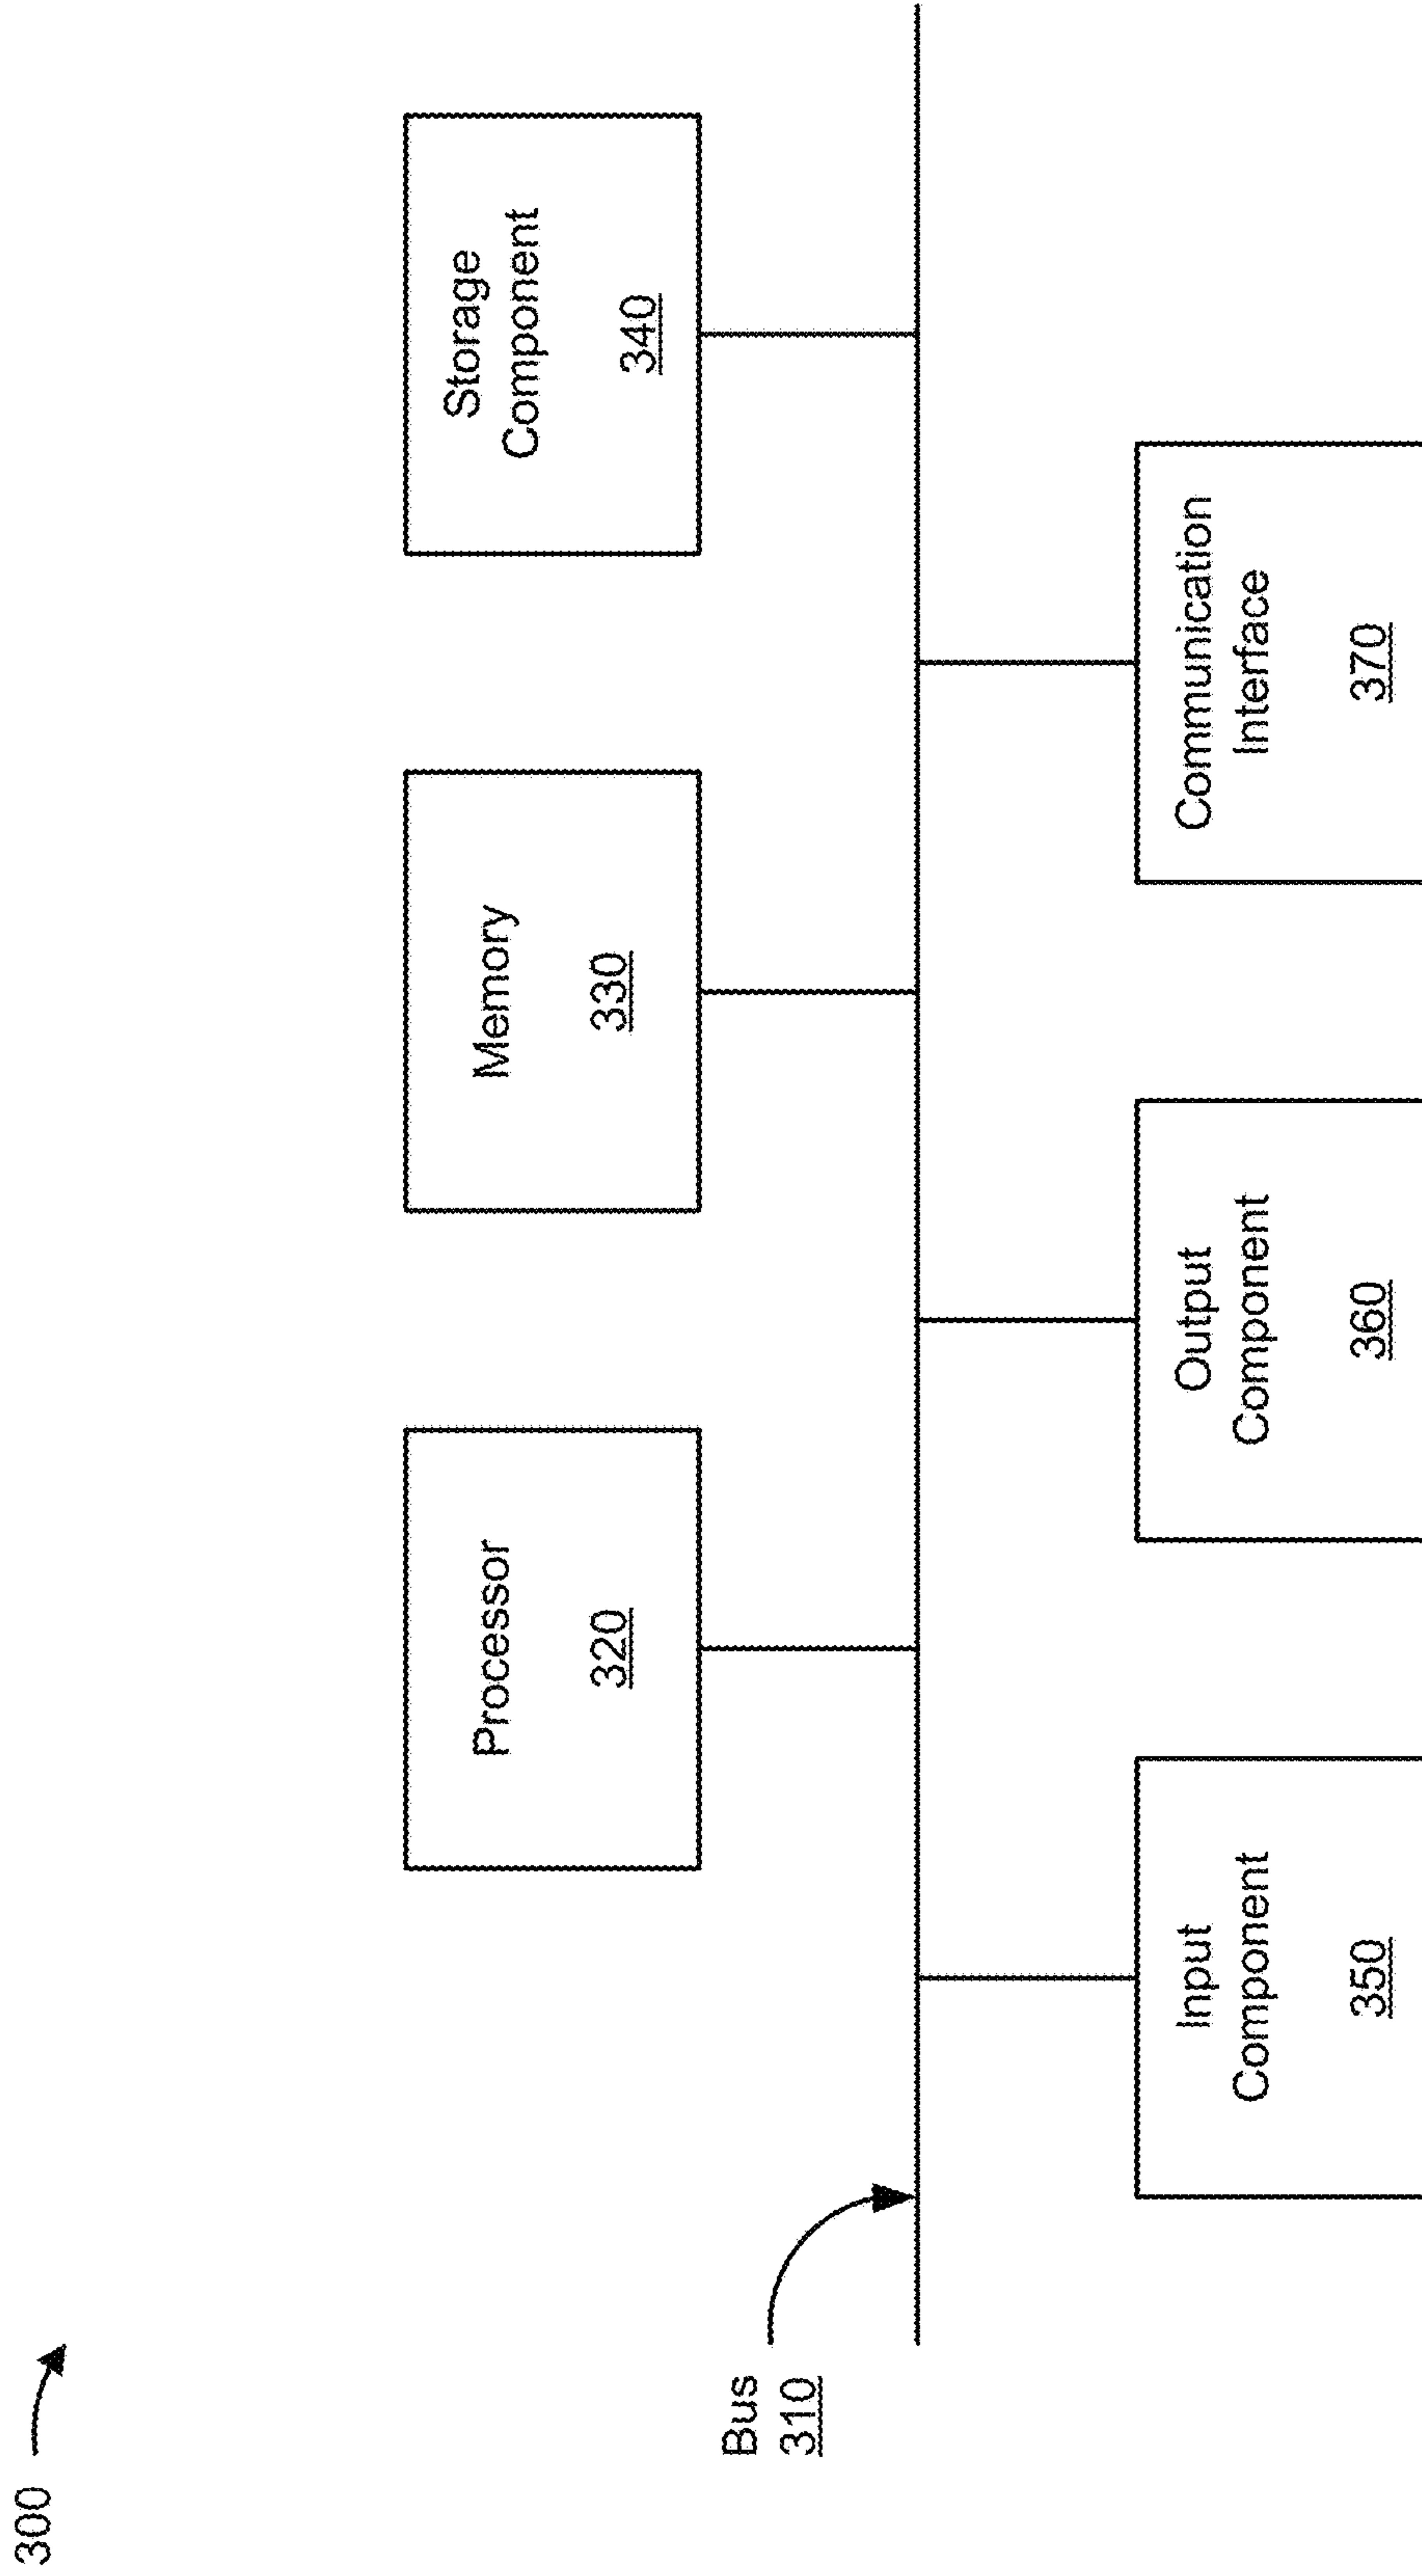 300
Processor
320
Memory
330
Storage
Component
340
Bus
310
Input
Component
350
Output
Component
360
Communication
Interface
370